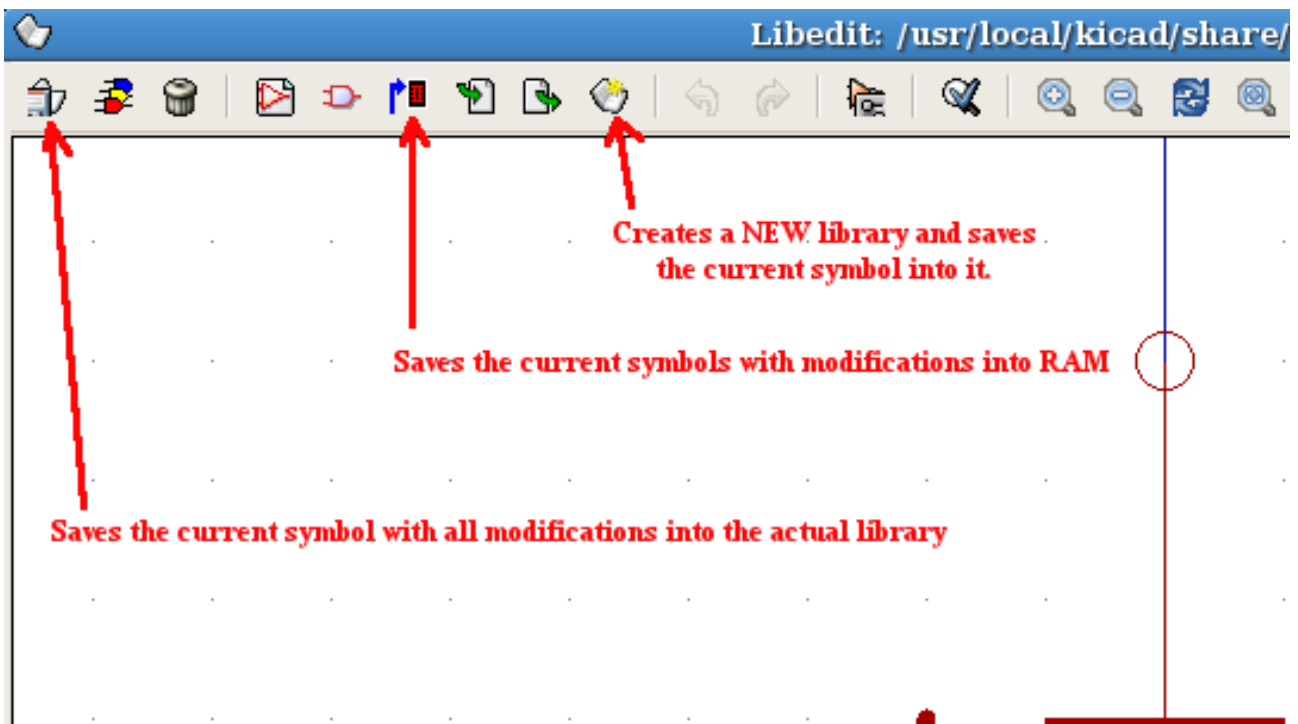 Libedit: /usr/local/kicad/share/
Creates a NEW library and saves
the current symbol into it.
Saves the current symbols with modifications into RAM
Saves the current symbol with all modifications into the actual library